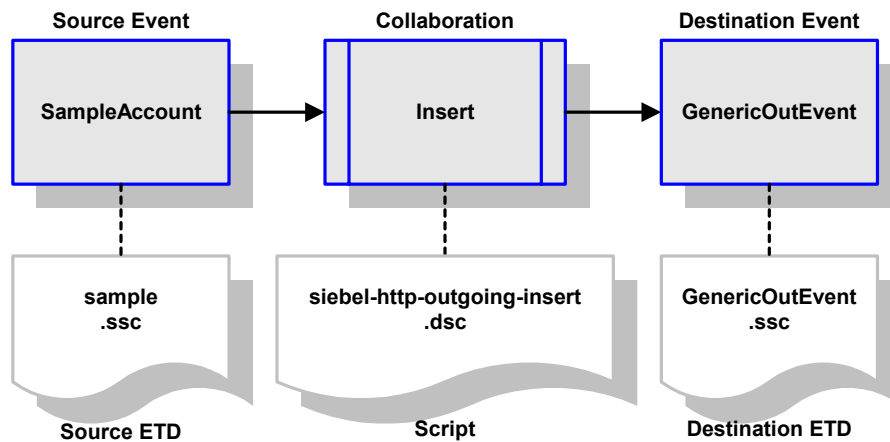 Source Event
Collaboration
Destination Event
SampleAccount
Insert
GenericOutEvent
sample
.ssc
siebel-http-outgoing-insert
.dsc
GenericOutEvent
.ssc
Source ETD
Script
Destination ETD